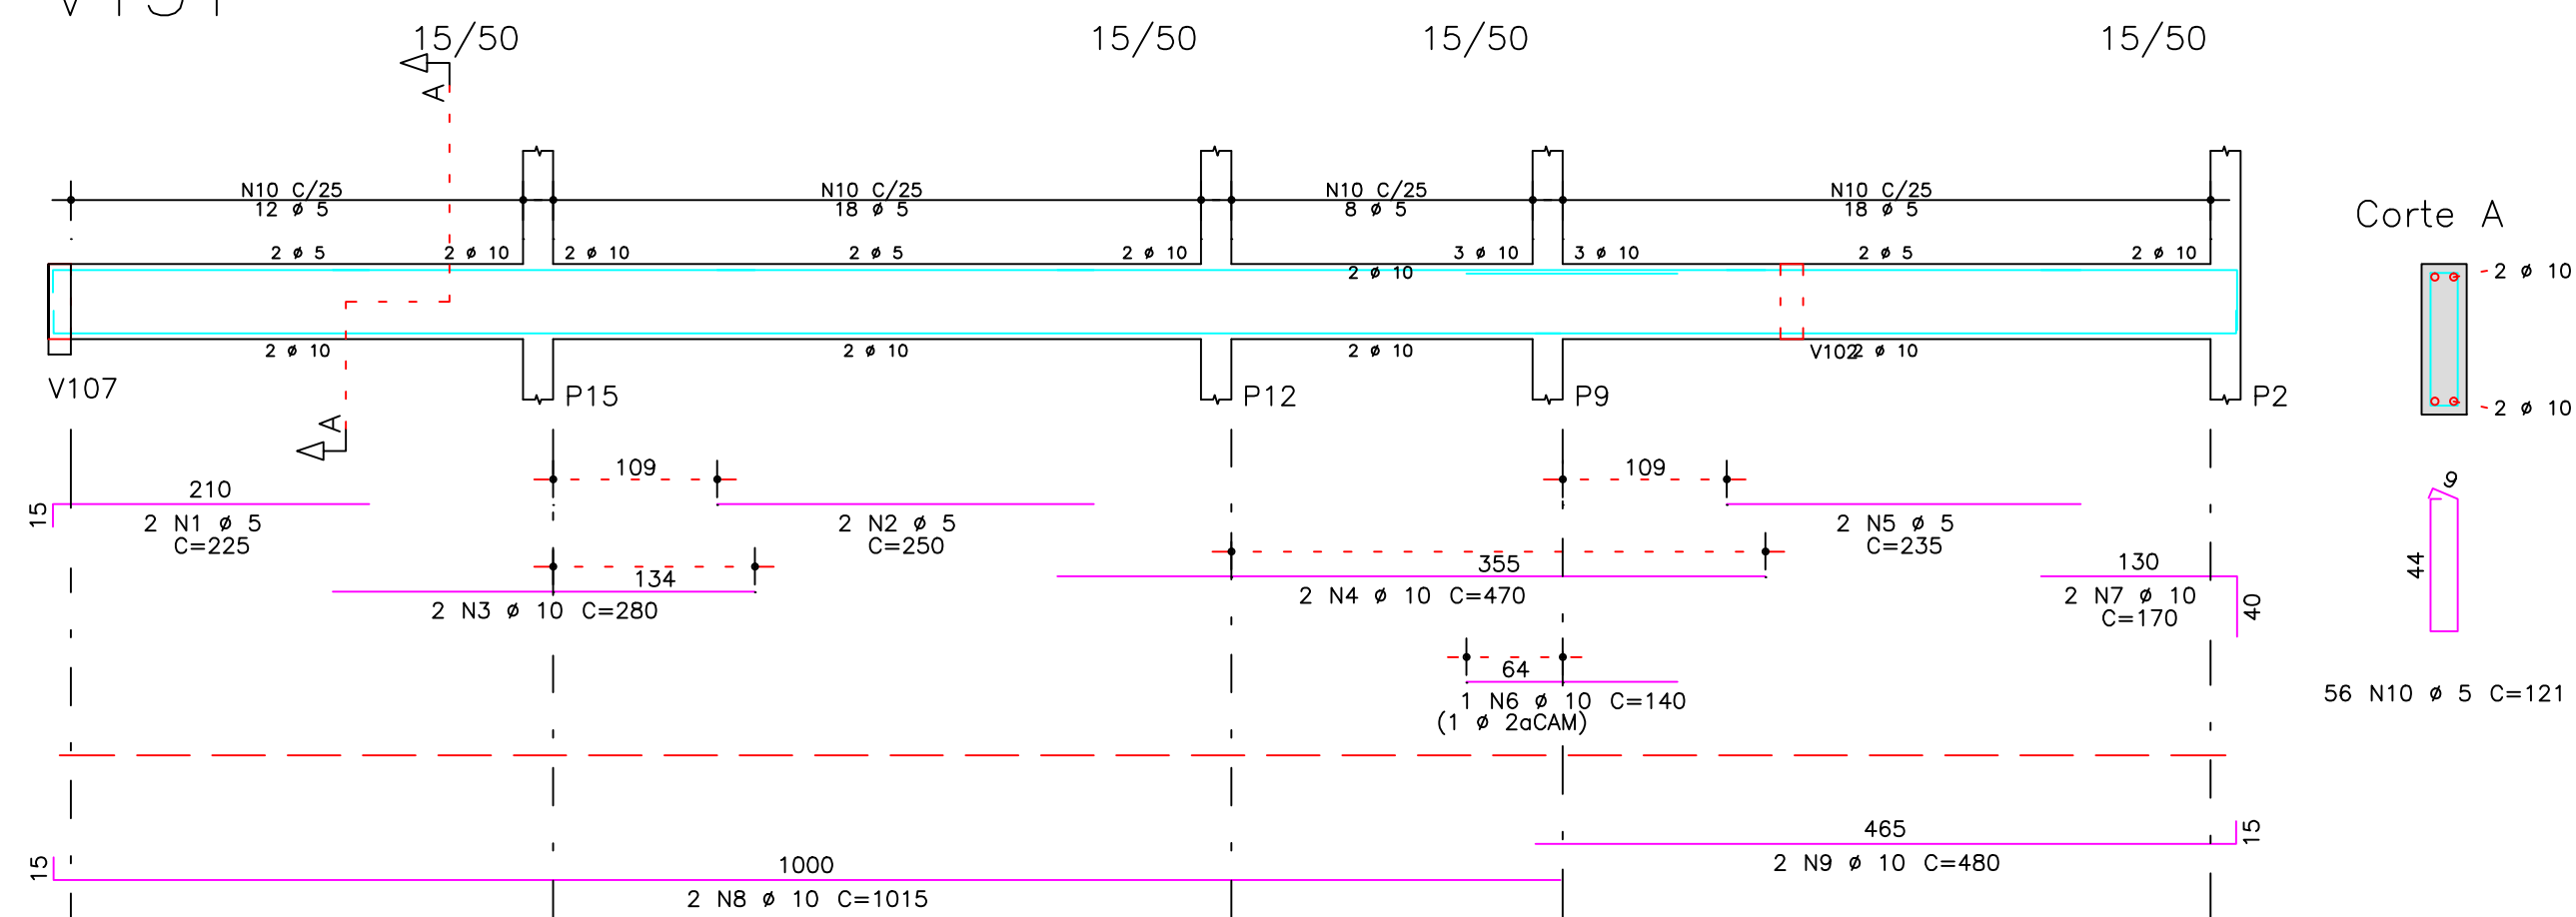 15/50
15/50
15/50
15/50
A
N10 C/25
12 ø 5
N10 C/25
18 ø 5
N10 C/25
8 ø 5
N10 C/25
18 ø 5
Corte A
2 ø 5
2 ø 10
2 ø 10
2 ø 5
2 ø 10
3 ø 10
3 ø 10
2 ø 5
2 ø 10
2 ø 10
2 ø 10
2 ø 10
2 ø 10
2 ø 10
V102
2 ø 10
2 ø 10
V107
P15
P12
P9
P2
A
109
109
210
15
2 N1 ø 5
C=225
2 N2 ø 5
C=250
2 N5 ø 5
C=235
9
44
134
2 N3 ø 10 C=280
355
2 N4 ø 10 C=470
130
2 N7 ø 10
C=170
40
64
1 N6 ø 10 C=140
(1 ø 2aCAM)
56 N10 ø 5 C=121
465
15
2 N9 ø 10 C=480
15
1000
2 N8 ø 10 C=1015